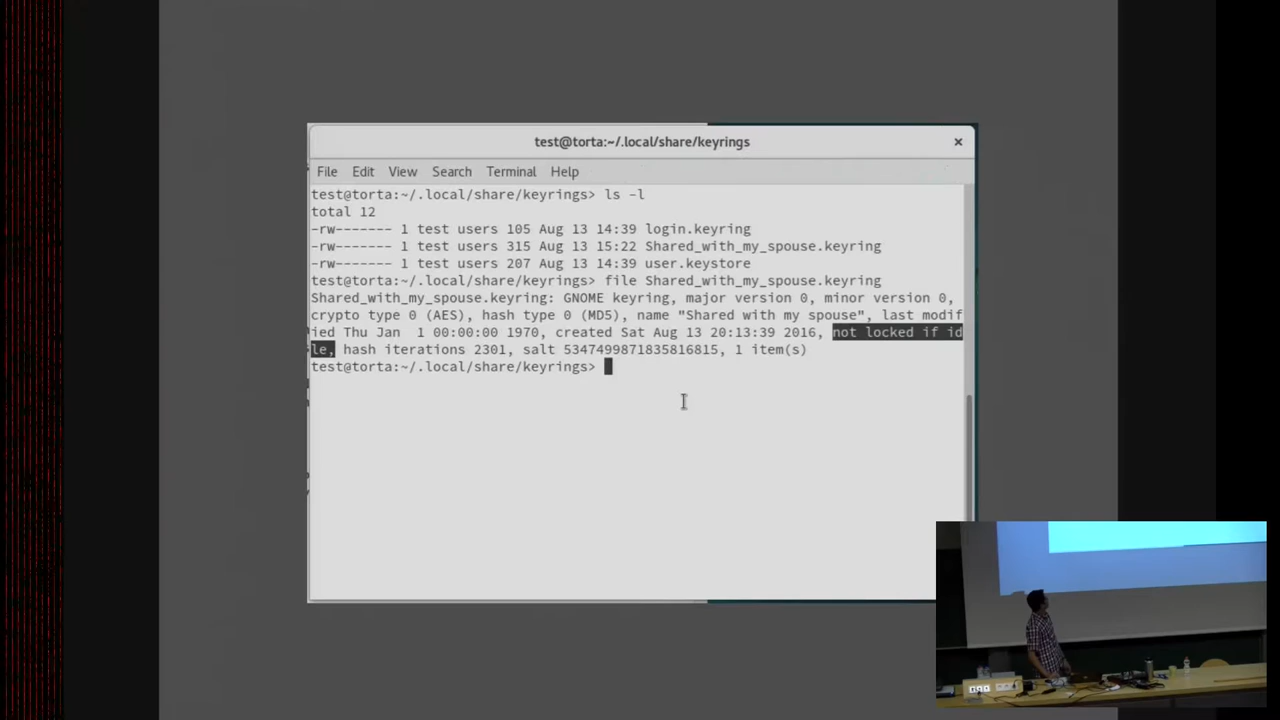 test@torta:~/.local/share/keyrings
File Edit View Search Terminal Help
test@torta:~/.local/share/keyrings> ls -l
total 12
-rw------- 1 test users 105 Aug 13 14:39 login.keyring
-rw------- 1 test users 315 Aug 13 15:22 Shared_with_my_spouse.keyring
-rw------- 1 test users 207 Aug 13 14:39 user.keystore
test@torta:~/.local/share/keyrings> file Shared_with_my_spouse.keyring
Shared_with_my_spouse.keyring: GNOME keyring, major version 0, minor version 0,
crypto type 0 (AES), hash type 0 (MD5), name "Shared with my spouse", last modif
ied Thu Jan  1 00:00:00 1970, created Sat Aug 13 20:13:39 2016, not locked if id
le, hash iterations 2301, salt 5347499871835816815, 1 item(s)
test@torta:~/.local/share/keyrings>